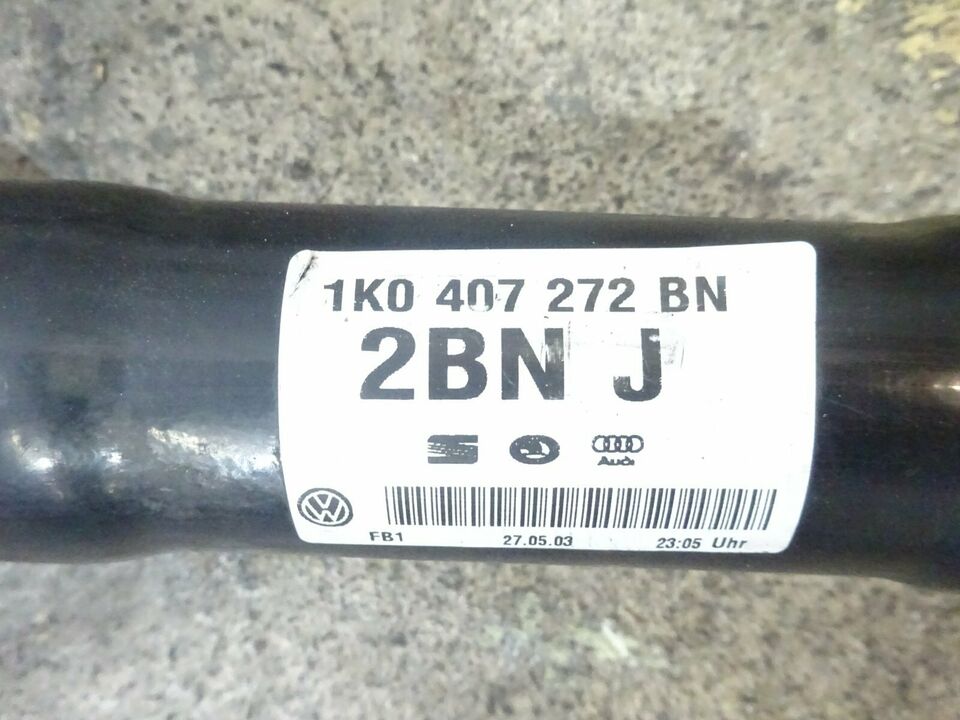 1K0 407 272 BN
2BN J
Audi
FB1 27.05.03 23:05 Uhr